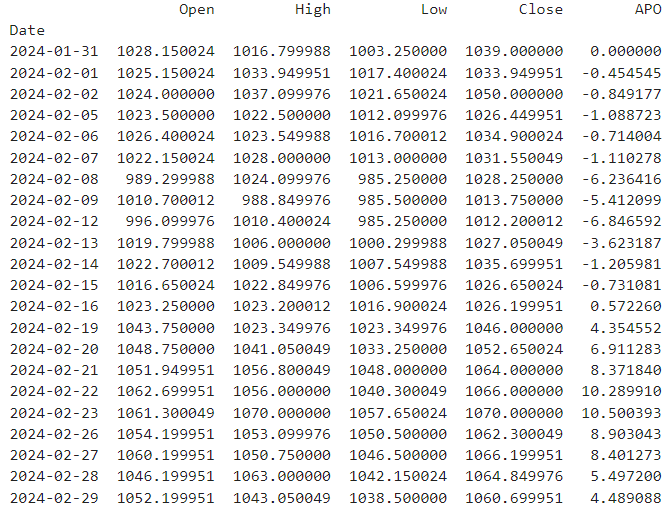 Open High Low Close APO
Date
2024-01-31 1028.150024 1016.799988 1003.250000 1039.000000 0.000000
2024-02-01 1025.150024 1033.949951 1017.400024 1033.949951 -0.454545
2024-02-02 1024.000000 1037.099976 1021.650024 1050.000000 -0.849177
2024-02-05 1023.500000 1022.500000 1012.099976 1026.449951 -1.088723
2024-02-06 1026.400024 1023.549988 1016.700012 1034.900024 -0.714004
2024-02-07 1022.150024 1028.000000 1013.000000 1031.550049 -1.110278
2024-02-08 989.299988 1024.099976 985.250000 1028.250000 -6.236416
2024-02-09 1010.700012 988.849976 985.500000 1013.750000 -5.412099
2024-02-12 996.099976 1010.400024 985.250000 1012.200012 -6.846592
2024-02-13 1019.799988 1006.000000 1000.299988 1027.050049 -3.623187
2024-02-14 1022.700012 1009.549988 1007.549988 1035.699951 -1.205981
2024-02-15 1016.650024 1022.849976 1006.599976 1026.650024 -0.731081
2024-02-16 1023.250000 1023.200012 1016.900024 1026.199951 0.572260
2024-02-19 1043.750000 1023.349976 1023.349976 1046.000000 4.354552
2024-02-20 1048.750000 1041.050049 1033.250000 1052.650024 6.911283
2024-02-21 1051.949951 1056.800049 1048.000000 1064.000000 8.371840
2024-02-22 1062.699951 1056.000000 1040.300049 1066.000000 10.289910
2024-02-23 1061.300049 1070.000000 1057.650024 1070.000000 10.500393
2024-02-26 1054.199951 1053.099976 1050.500000 1062.300049 8.903043
2024-02-27 1060.199951 1050.750000 1046.500000 1066.199951 8.401273
2024-02-28 1046.199951 1063.000000 1042.150024 1064.849976 5.497200
2024-02-29 1052.199951 1043.050049 1038.500000 1060.699951 4.489088